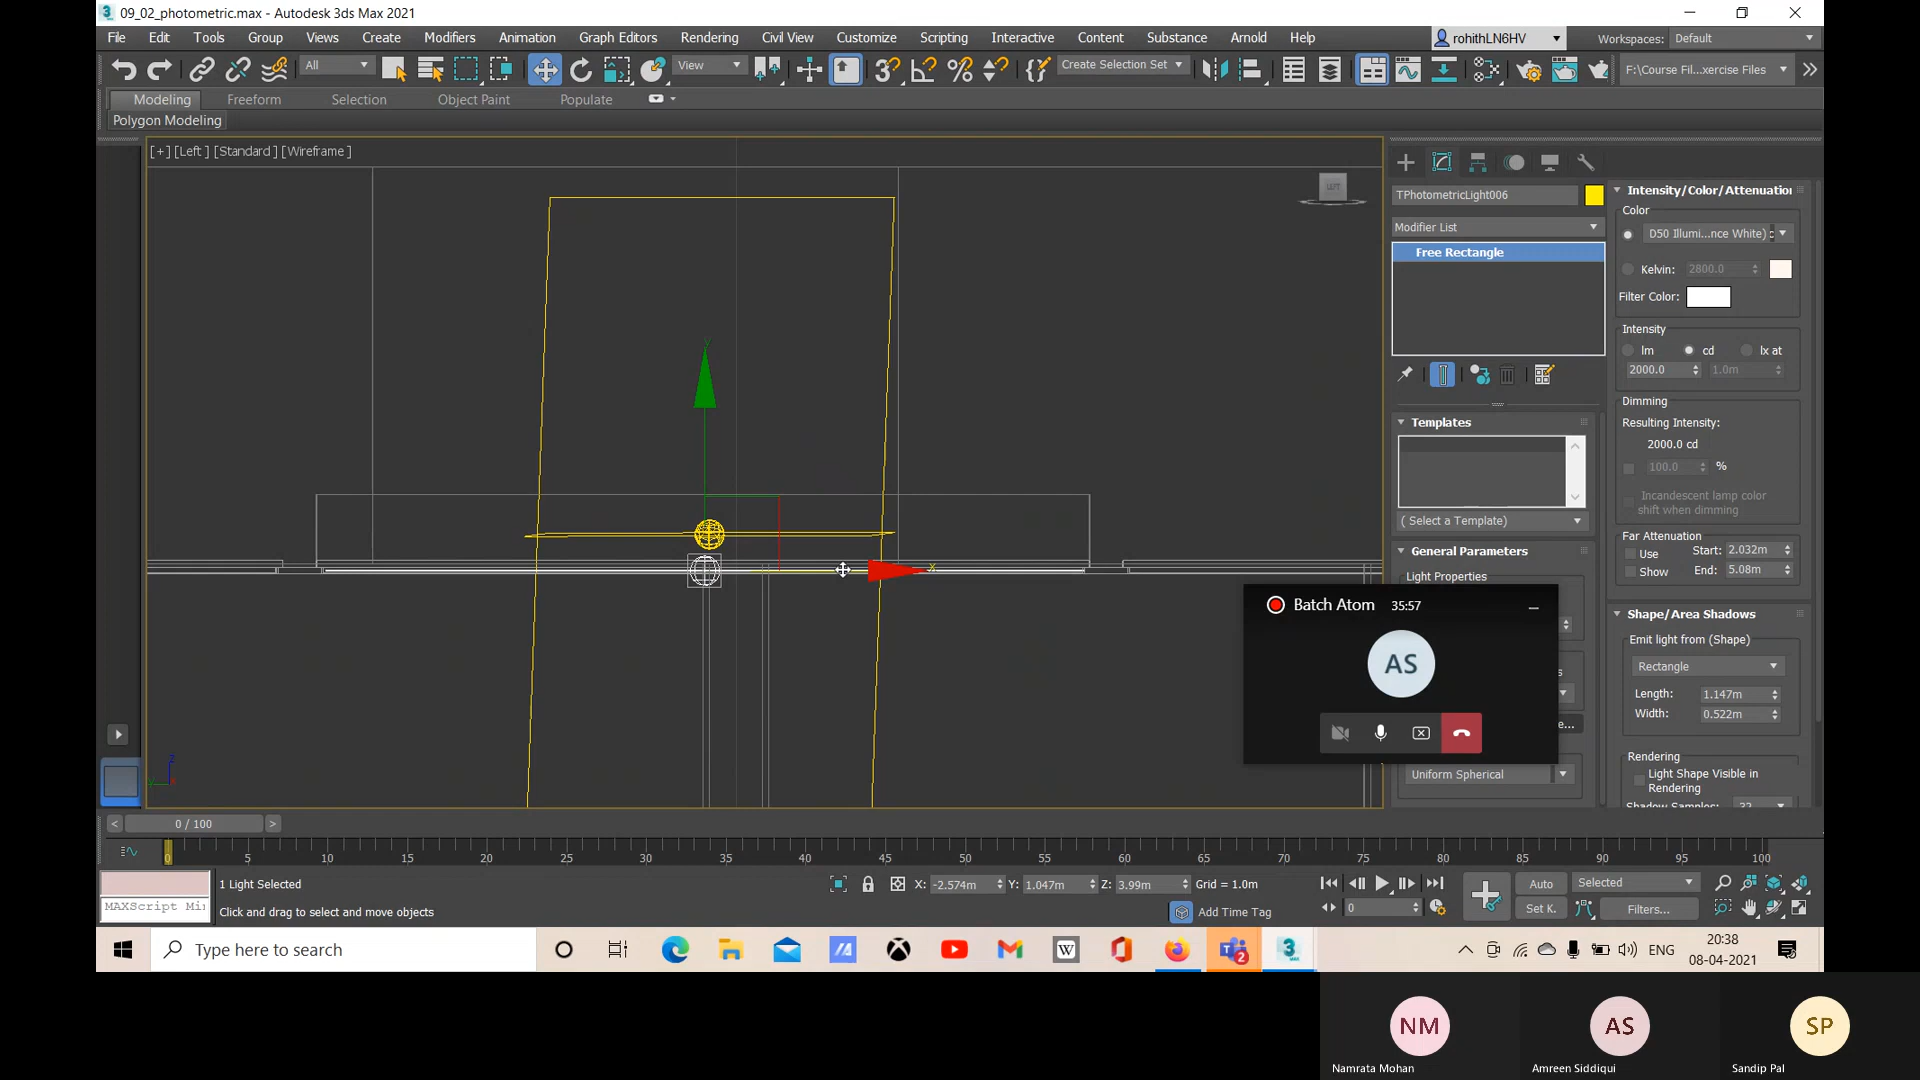 09_02_photometric.max - Autodesk 3ds Max 2021
File Edit Tools Group Views Create Modifiers Animation Graph Editors Rendering Civil View Customize Scripting Interactive Content Substance Arnold Help rohithLN6HV Workspaces: Default
All View Create Selection Set F:\Course Fil...xercise Files
Modeling Freeform Selection Object Paint Populate
Polygon Modeling
[+] [Left ] [Standard ] [Wireframe ]
TPhotometricLight006
Modifier List
Free Rectangle
Templates
( Select a Template)
General Parameters
Light Properties
Uniform Spherical
Intensity/Color/Attenuation
Color
D50 Illumi...nce White) c
Kelvin: 2800.0
Filter Color:
Intensity
lm cd lx at
2000.0 1.0m
Dimming
Resulting Intensity:
2000.0 cd
100.0 %
Incandescent lamp color
shift when dimming
Far Attenuation
Use Start: 2.032m
Show End: 5.08m
Shape/Area Shadows
Emit light from (Shape)
Rectangle
Length: 1.147m
Width: 0.522m
Rendering
Light Shape Visible in
Rendering
Shadow Samples: 32
y
x
z
Batch Atom 35:57
AS
0 / 100
0 5 10 15 20 25 30 35 40 45 50 55 60 65 70 75 80 85 90 95 100
1 Light Selected X: -2.574m Y: 1.047m Z: 3.99m Grid = 1.0m Auto Selected
MAXScript Mi
Click and drag to select and move objects Add Time Tag 0 Set K. Filters...
Type here to search 2 ENG
20:38
08-04-2021
NM AS SP
Namrata Mohan Amreen Siddiqui Sandip Pal